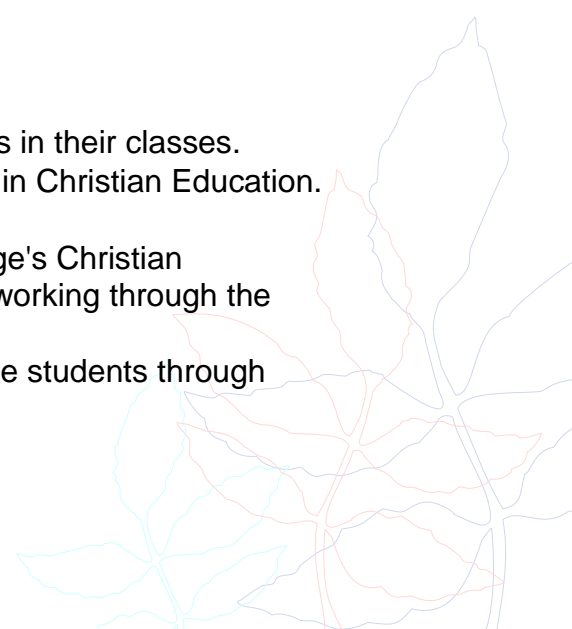 s in their classes.
in Christian Education.
ge's Christian
working through the
e students through